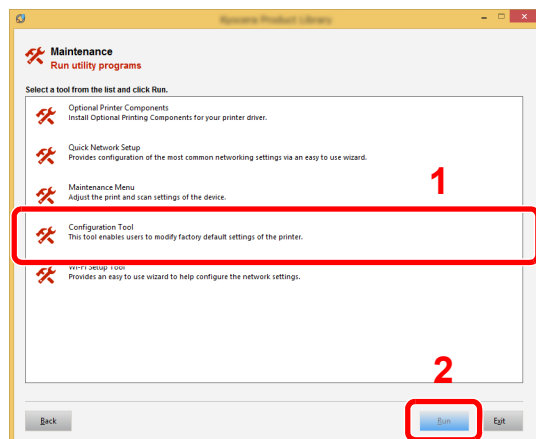 Kyocera Product Library
Maintenance
Run utility programs
Select a tool from the list and click Run.
Optional Printer Components
Install Optional Printing Components for your printer driver.
Quick Network Setup
Provides configuration of the most common networking settings via an easy to use wizard.
1
Maintenance Menu
Adjust the print and scan settings of the device.
Configuration Tool
This tool enables users to modify factory default settings of the printer.
Wi-Fi Setup Tool
Provides an easy to use wizard to help configure the network settings.
2
Back
Run
Exit